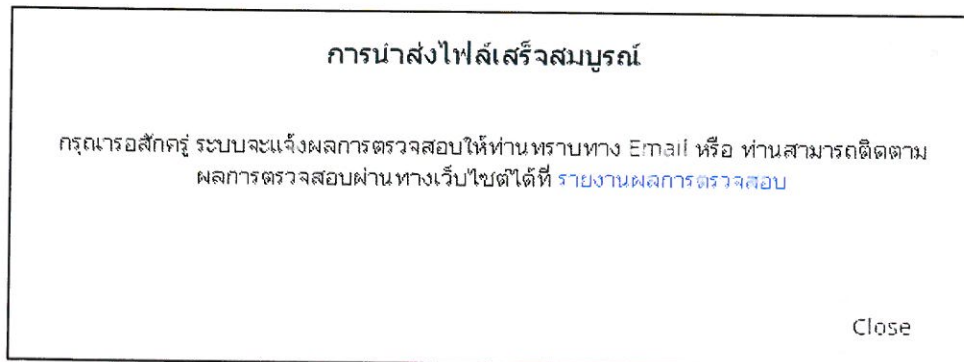 การนำส่งไฟล์เสร็จสมบูรณ์
กรุณารอสักครู่ ระบบจะแจ้งผลการตรวจสอบให้ท่านทราบทาง Email หรือ ท่านสามารถติดตาม
ผลการตรวจสอบผ่านทางเว็บไซต์ได้ที่ รายงานผลการตรวจสอบ
Close